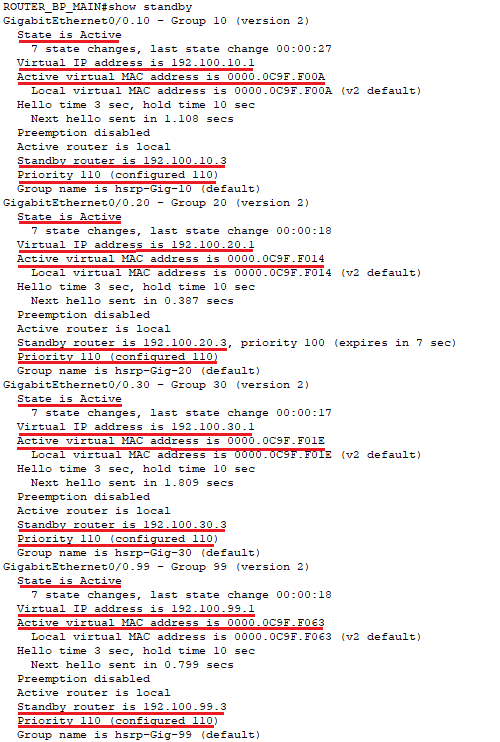 ROUTER_BP_MAIN#show standby
GigabitEthernet0/0.10 - Group 10 (version 2)
State is Active
7 state changes, last state change 00:00:27
Virtual IP address is 192.100.10.1
Active virtual MAC address is 0000.0C9F.F00A
Local virtual MAC address is 0000.0C9F.F00A (v2 default)
Hello time 3 sec, hold time 10 sec
Next hello sent in 1.108 secs
Preemption disabled
Active router is local
Standby router is 192.100.10.3
Priority 110 (configured 110)
Group name is hsrp-Gig-10 (default)
GigabitEthernet0/0.20 - Group 20 (version 2)
State is Active
7 state changes, last state change 00:00:18
Virtual IP address is 192.100.20.1
Active virtual MAC address is 0000.0C9F.F014
Local virtual MAC address is 0000.0C9F.F014 (v2 default)
Hello time 3 sec, hold time 10 sec
Next hello sent in 0.387 secs
Preemption disabled
Active router is local
Standby router is 192.100.20.3, priority 100 (expires in 7 sec)
Priority 110 (configured 110)
Group name is hsrp-Gig-20 (default)
GigabitEthernet0/0.30 - Group 30 (version 2)
State is Active
7 state changes, last state change 00:00:17
Virtual IP address is 192.100.30.1
Active virtual MAC address is 0000.0C9F.F01E
Local virtual MAC address is 0000.0C9F.F01E (v2 default)
Hello time 3 sec, hold time 10 sec
Next hello sent in 1.809 secs
Preemption disabled
Active router is local
Standby router is 192.100.30.3
Priority 110 (configured 110)
Group name is hsrp-Gig-30 (default)
GigabitEthernet0/0.99 - Group 99 (version 2)
State is Active
7 state changes, last state change 00:00:18
Virtual IP address is 192.100.99.1
Active virtual MAC address is 0000.0C9F.F063
Local virtual MAC address is 0000.0C9F.F063 (v2 default)
Hello time 3 sec, hold time 10 sec
Next hello sent in 0.799 secs
Preemption disabled
Active router is local
Standby router is 192.100.99.3
Priority 110 (configured 110)
Group name is hsrp-Gig-99 (default)